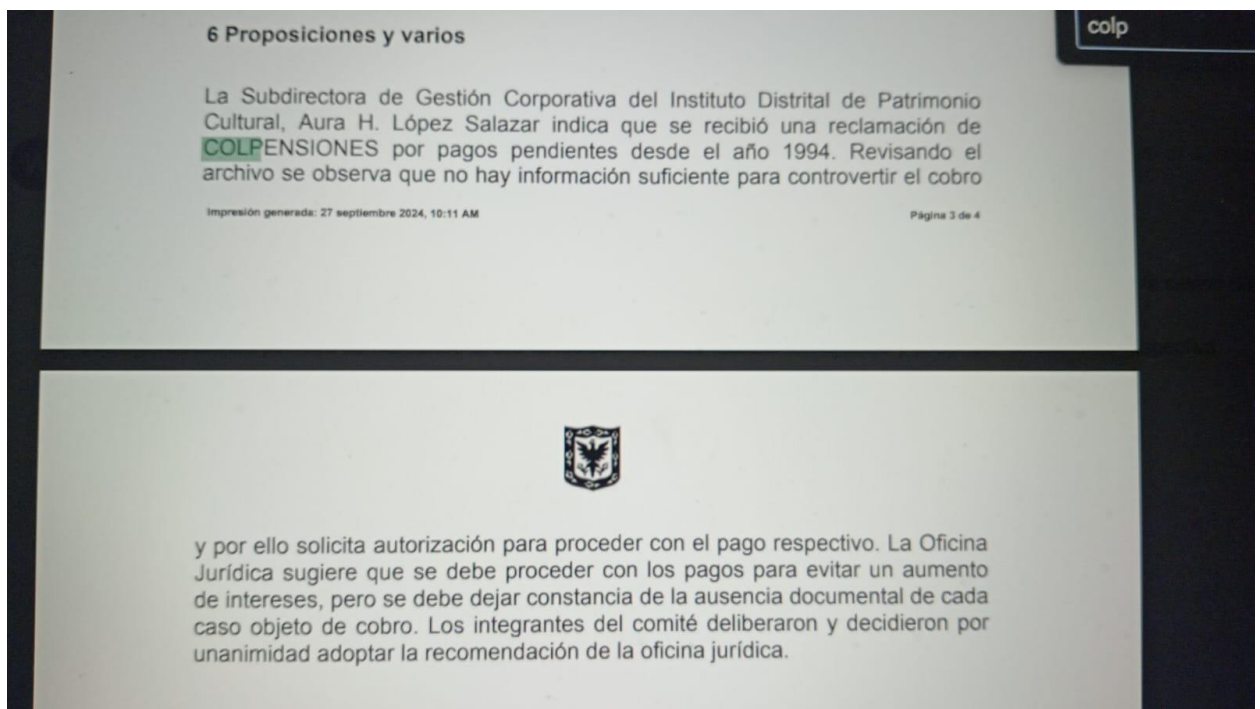 colp
6 Proposiciones y varios
La Subdirectora de Gestión Corporativa del Instituto Distrital de Patrimonio
Cultural, Aura H. López Salazar indica que se recibió una reclamación de
COLPENSIONES por pagos pendientes desde el año 1994. Revisando el
archivo se observa que no hay información suficiente para controvertir el cobro
Impresión generada: 27 septiembre 2024, 10:11 AM
Página 3 de 4
y por ello solicita autorización para proceder con el pago respectivo. La Oficina
Jurídica sugiere que se debe proceder con los pagos para evitar un aumento
de intereses, pero se debe dejar constancia de la ausencia documental de cada
caso objeto de cobro. Los integrantes del comité deliberaron y decidieron por
unanimidad adoptar la recomendación de la oficina jurídica.